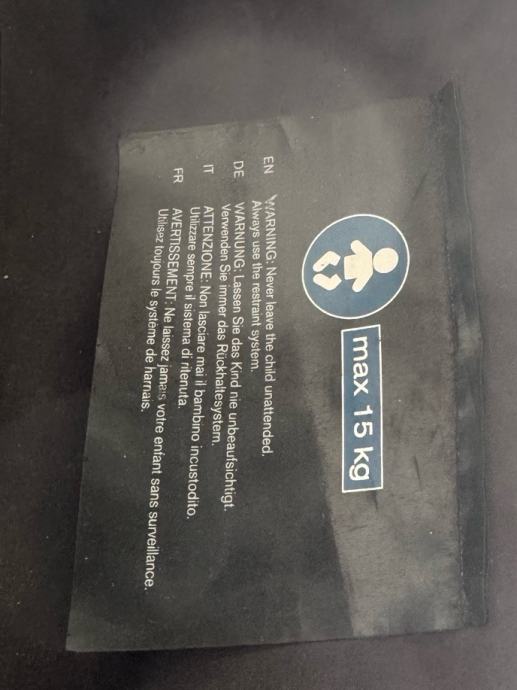 max 15 kg
EN WARNING: Never leave the child unattended.
Always use the restraint system.
DE WARNUNG: Lassen Sie das Kind nie unbeaufsichtigt.
Verwenden Sie immer das Rückhaltesystem.
IT ATTENZIONE: Non lasciare mai il bambino incustodito.
Utilizzare sempre il sistema di ritenuta.
FR AVERTISSEMENT: Ne laissez jamais votre enfant sans surveillance.
Utilisez toujours le système de harnais.